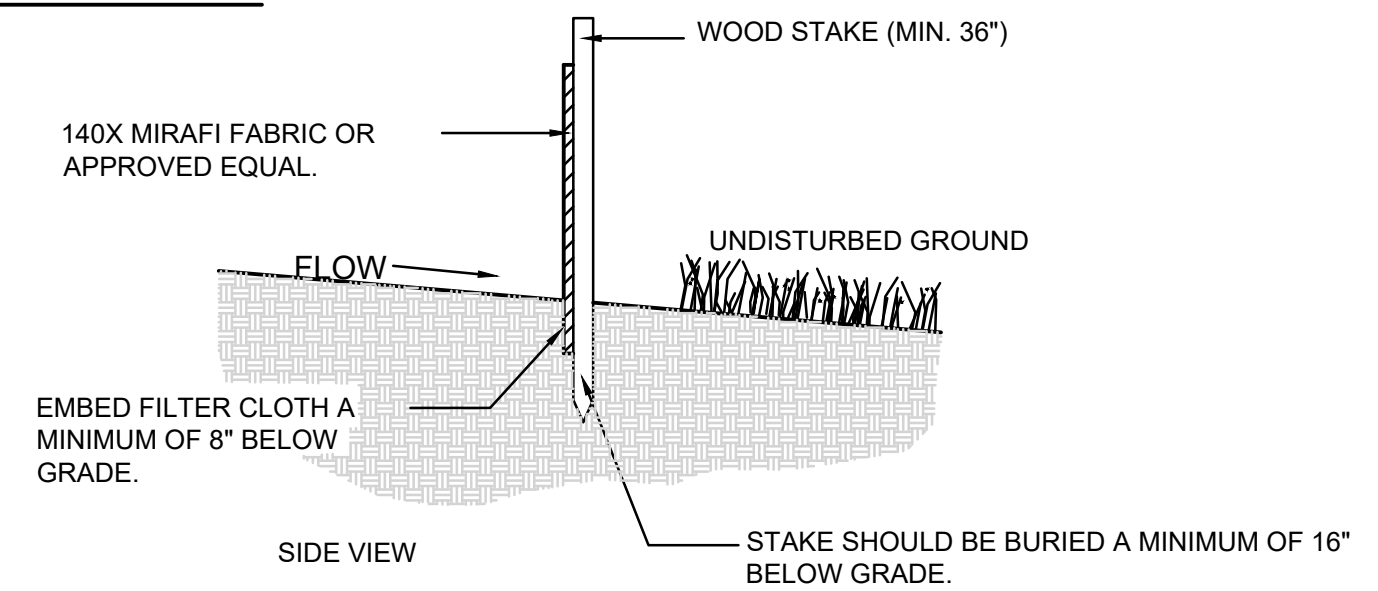 WOOD STAKE (MIN. 36")
140X MIRAFI FABRIC OR
APPROVED EQUAL.
UNDISTURBED GROUND
FLOW
EMBED FILTER CLOTH A
MINIMUM OF 8" BELOW
GRADE.
SIDE VIEW
STAKE SHOULD BE BURIED A MINIMUM OF 16"
BELOW GRADE.